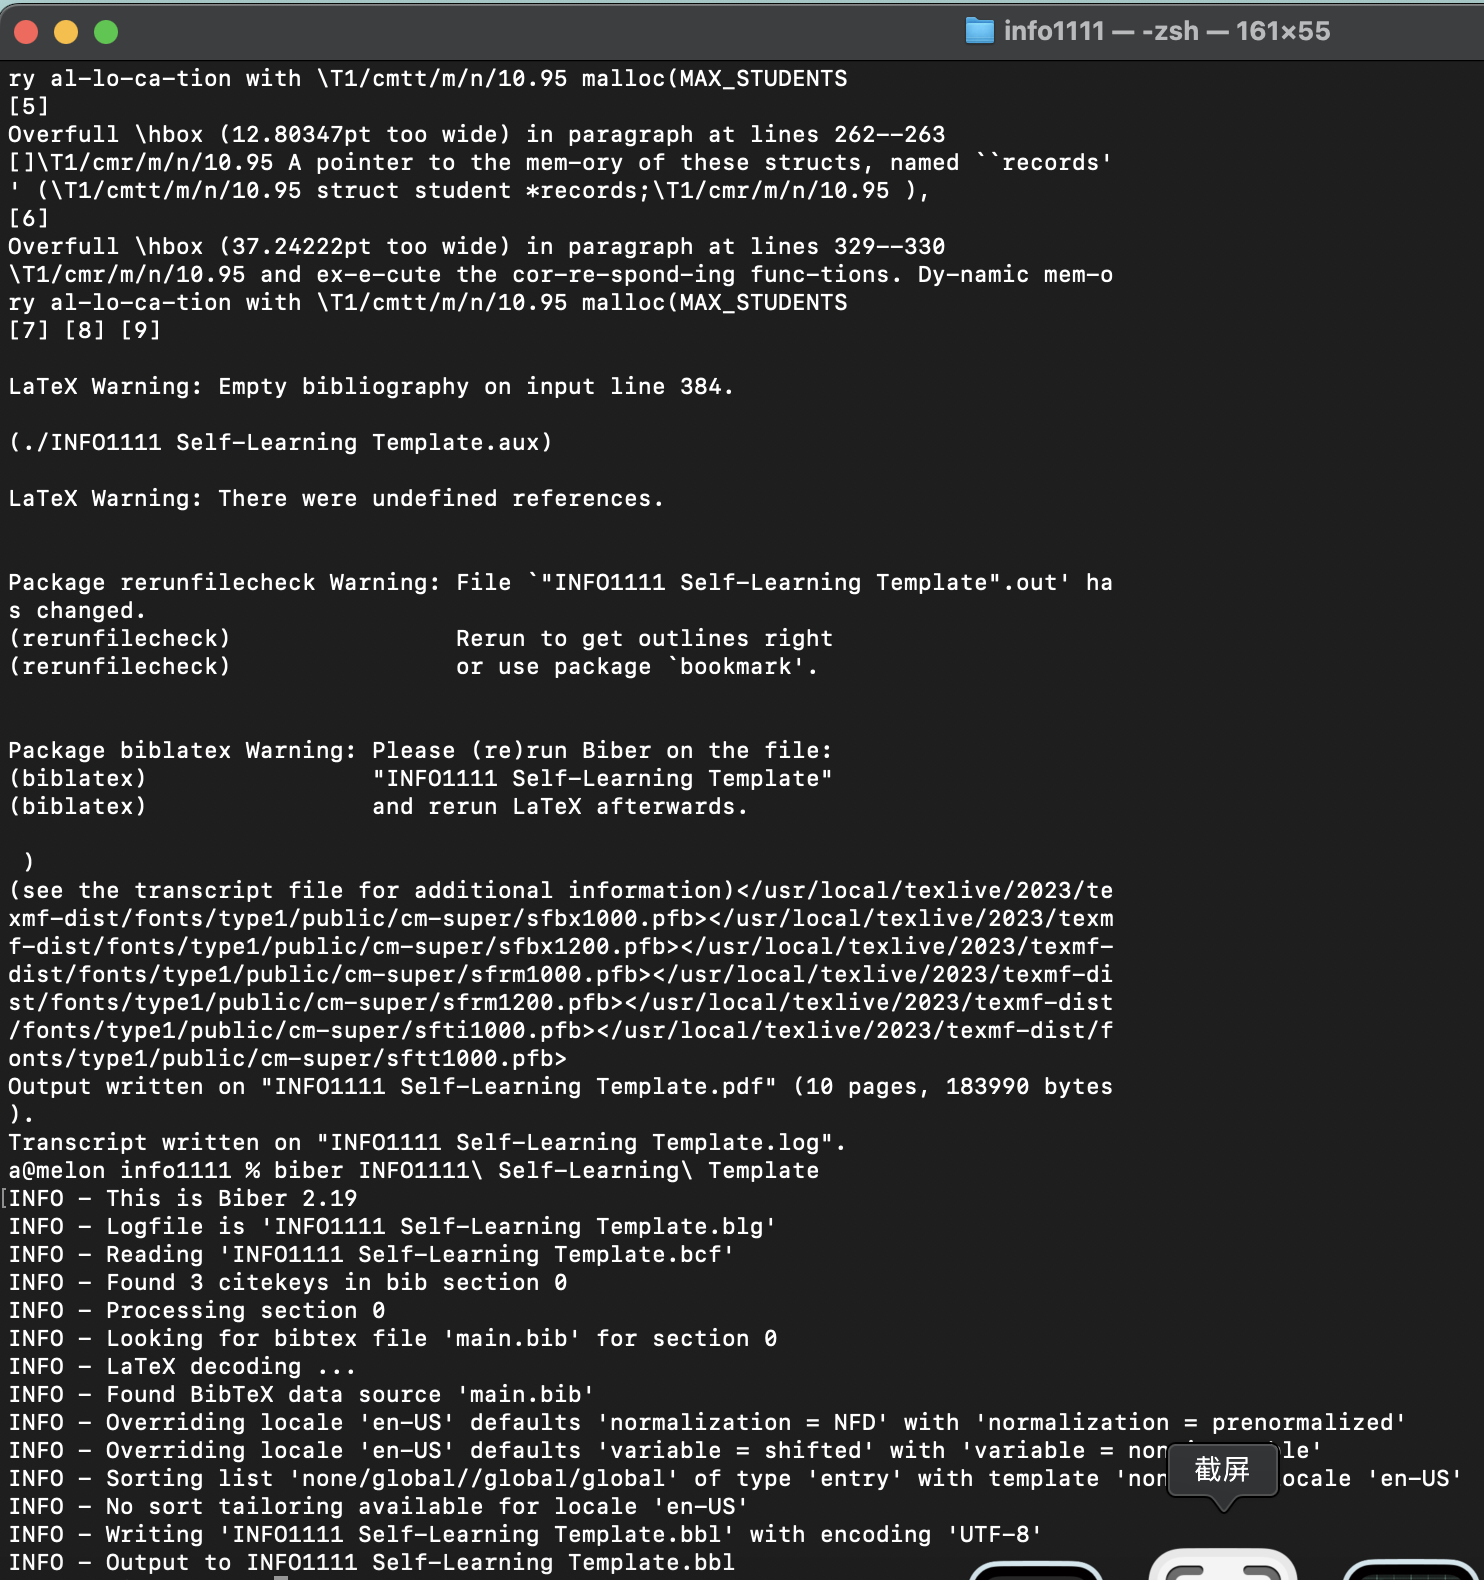 info1111 — -zsh — 161×55
ry al-lo-ca-tion with \T1/cmtt/m/n/10.95 malloc(MAX_STUDENTS
[5]
Overfull \hbox (12.80347pt too wide) in paragraph at lines 262--263
[]\T1/cmr/m/n/10.95 A pointer to the mem-ory of these structs, named ``records'
' (\T1/cmtt/m/n/10.95 struct student *records;\T1/cmr/m/n/10.95 ),
[6]
Overfull \hbox (37.24222pt too wide) in paragraph at lines 329--330
\T1/cmr/m/n/10.95 and ex-e-cute the cor-re-spond-ing func-tions. Dy-namic mem-o
ry al-lo-ca-tion with \T1/cmtt/m/n/10.95 malloc(MAX_STUDENTS
[7] [8] [9]
LaTeX Warning: Empty bibliography on input line 384.
(./INFO1111 Self-Learning Template.aux)
LaTeX Warning: There were undefined references.
Package rerunfilecheck Warning: File `"INFO1111 Self-Learning Template".out' ha
s changed.
(rerunfilecheck)                Rerun to get outlines right
(rerunfilecheck)                or use package `bookmark'.
Package biblatex Warning: Please (re)run Biber on the file:
(biblatex)                "INFO1111 Self-Learning Template"
(biblatex)                and rerun LaTeX afterwards.
 )
(see the transcript file for additional information)</usr/local/texlive/2023/te
xmf-dist/fonts/type1/public/cm-super/sfbx1000.pfb></usr/local/texlive/2023/texm
f-dist/fonts/type1/public/cm-super/sfbx1200.pfb></usr/local/texlive/2023/texmf-
dist/fonts/type1/public/cm-super/sfrm1000.pfb></usr/local/texlive/2023/texmf-di
st/fonts/type1/public/cm-super/sfrm1200.pfb></usr/local/texlive/2023/texmf-dist
/fonts/type1/public/cm-super/sfti1000.pfb></usr/local/texlive/2023/texmf-dist/f
onts/type1/public/cm-super/sftt1000.pfb>
Output written on "INFO1111 Self-Learning Template.pdf" (10 pages, 183990 bytes
).
Transcript written on "INFO1111 Self-Learning Template.log".
a@melon info1111 % biber INFO1111\ Self-Learning\ Template
[INFO - This is Biber 2.19
INFO - Logfile is 'INFO1111 Self-Learning Template.blg'
INFO - Reading 'INFO1111 Self-Learning Template.bcf'
INFO - Found 3 citekeys in bib section 0
INFO - Processing section 0
INFO - Looking for bibtex file 'main.bib' for section 0
INFO - LaTeX decoding ...
INFO - Found BibTeX data source 'main.bib'
INFO - Overriding locale 'en-US' defaults 'normalization = NFD' with 'normalization = prenormalized'
INFO - Overriding locale 'en-US' defaults 'variable = shifted' with 'variable = le'
INFO - Sorting list 'none/global//global/global' of type 'entry' with template 'non ocale 'en-US'
截屏
INFO - No sort tailoring available for locale 'en-US'
INFO - Writing 'INFO1111 Self-Learning Template.bbl' with encoding 'UTF-8'
INFO - Output to INFO1111 Self-Learning Template.bbl